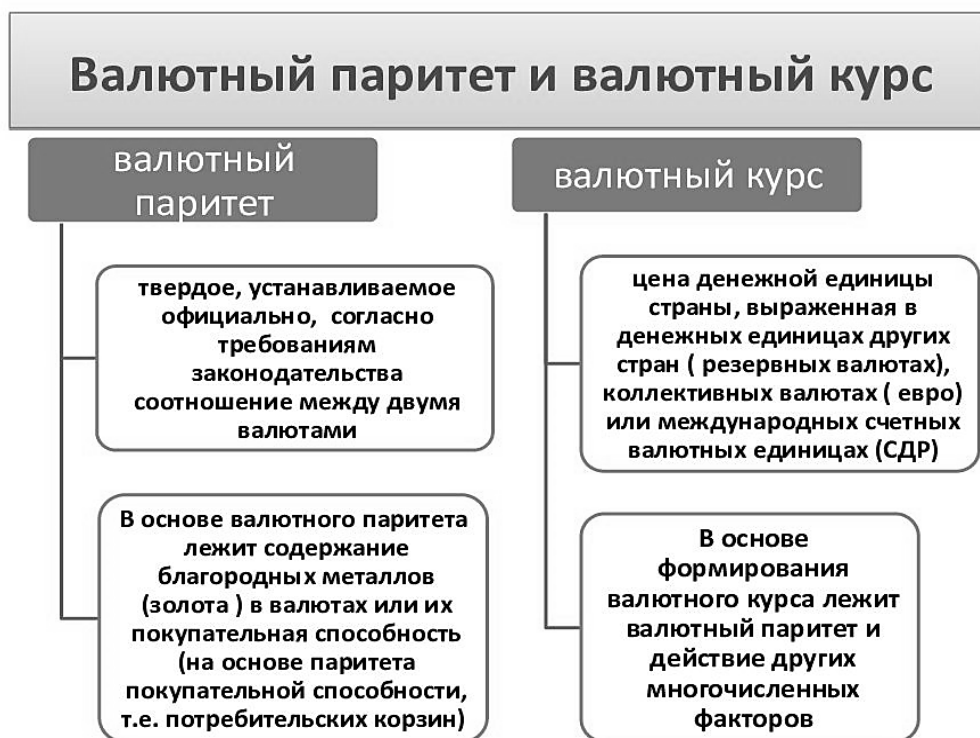 Валютный паритет и валютный курс
валютный
паритет
твердое, устанавливаемое
официально, согласно
требованиям
законодательства
соотношение между двумя
валютами
В основе валютного паритета
лежит содержание
благородных металлов
(золота ) в валютах или их
покупательная способность
(на основе паритета
покупательной способности,
т.е. потребительских корзин)
валютный курс
цена денежной единицы
страны, выраженная в
денежных единицах других
стран ( резервных валютах),
коллективных валютах ( евро)
или международных счетных
валютных единицах (СДР)
В основе
формирования
валютного курса лежит
валютный паритет и
действие других
многочисленных
факторов